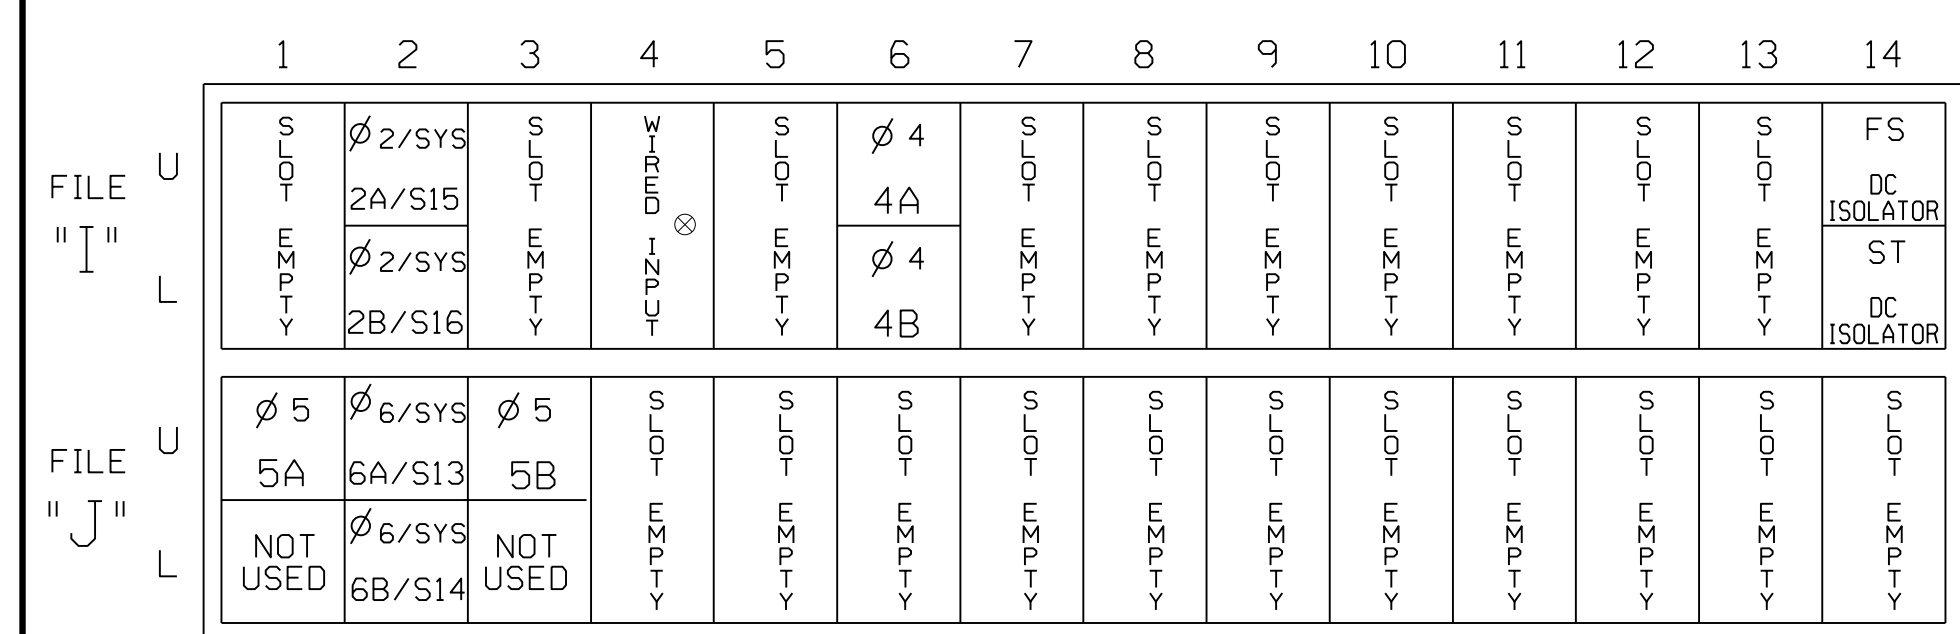 1 2 3 4 5 6 7 8 9 10 11 12 13 14
FILE
"I"
U
L
SLOT EMPTY
Ø 2/SYS
2A/S15
Ø 2/SYS
2B/S16
SLOT EMPTY
WIRED INPUT
SLOT EMPTY
Ø 4
4A
Ø 4
4B
SLOT EMPTY
SLOT EMPTY
SLOT EMPTY
SLOT EMPTY
SLOT EMPTY
SLOT EMPTY
SLOT EMPTY
FS
DC
ISOLATOR
ST
DC
ISOLATOR
FILE
"J"
U
L
Ø 5
5A
NOT
USED
Ø 6/SYS
6A/S13
Ø 6/SYS
6B/S14
Ø 5
5B
NOT
USED
SLOT EMPTY
SLOT EMPTY
SLOT EMPTY
SLOT EMPTY
SLOT EMPTY
SLOT EMPTY
SLOT EMPTY
SLOT EMPTY
SLOT EMPTY
SLOT EMPTY
SLOT EMPTY